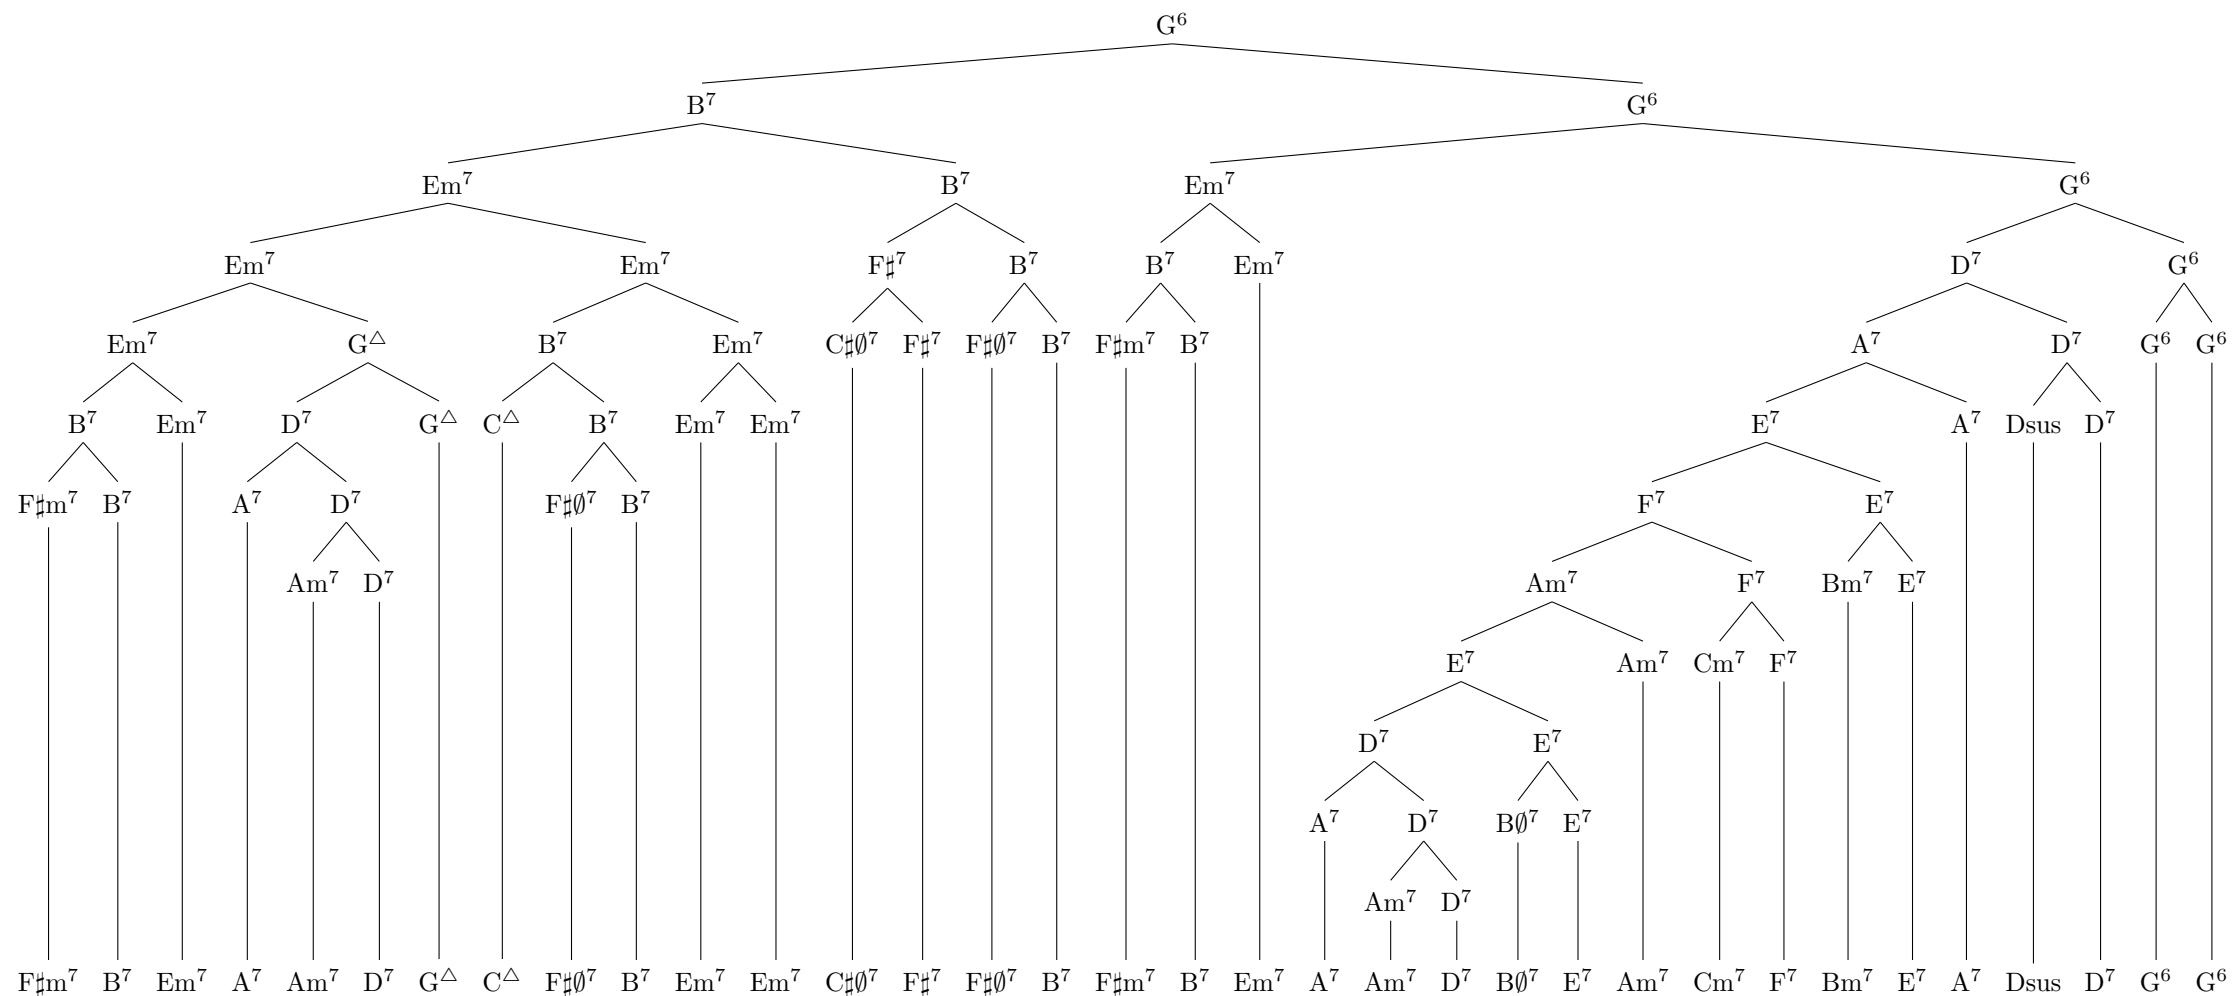 G⁶
B⁷ G⁶
Em⁷ B⁷ Em⁷ G⁶
Em⁷ Em⁷ F♯⁷ B⁷ B⁷ Em⁷ D⁷ G⁶
Em⁷ G△ B⁷ Em⁷ C♯∅⁷ F♯⁷ F♯∅⁷ B⁷ F♯m⁷ B⁷ A⁷ D⁷ G⁶ G⁶
B⁷ Em⁷ D⁷ G△ C△ B⁷ Em⁷ Em⁷ E⁷ A⁷ Dsus D⁷
F♯m⁷ B⁷ A⁷ D⁷ F♯∅⁷ B⁷ F⁷ E⁷
Am⁷ D⁷ Am⁷ F⁷ Bm⁷ E⁷
E⁷ Am⁷ Cm⁷ F⁷
D⁷ E⁷
A⁷ D⁷ B∅⁷ E⁷
Am⁷ D⁷
F♯m⁷ B⁷ Em⁷ A⁷ Am⁷ D⁷ G△ C△ F♯∅⁷ B⁷ Em⁷ Em⁷ C♯∅⁷ F♯⁷ F♯∅⁷ B⁷ F♯m⁷ B⁷ Em⁷ A⁷ Am⁷ D⁷ B∅⁷ E⁷ Am⁷ Cm⁷ F⁷ Bm⁷ E⁷ A⁷ Dsus D⁷ G⁶ G⁶